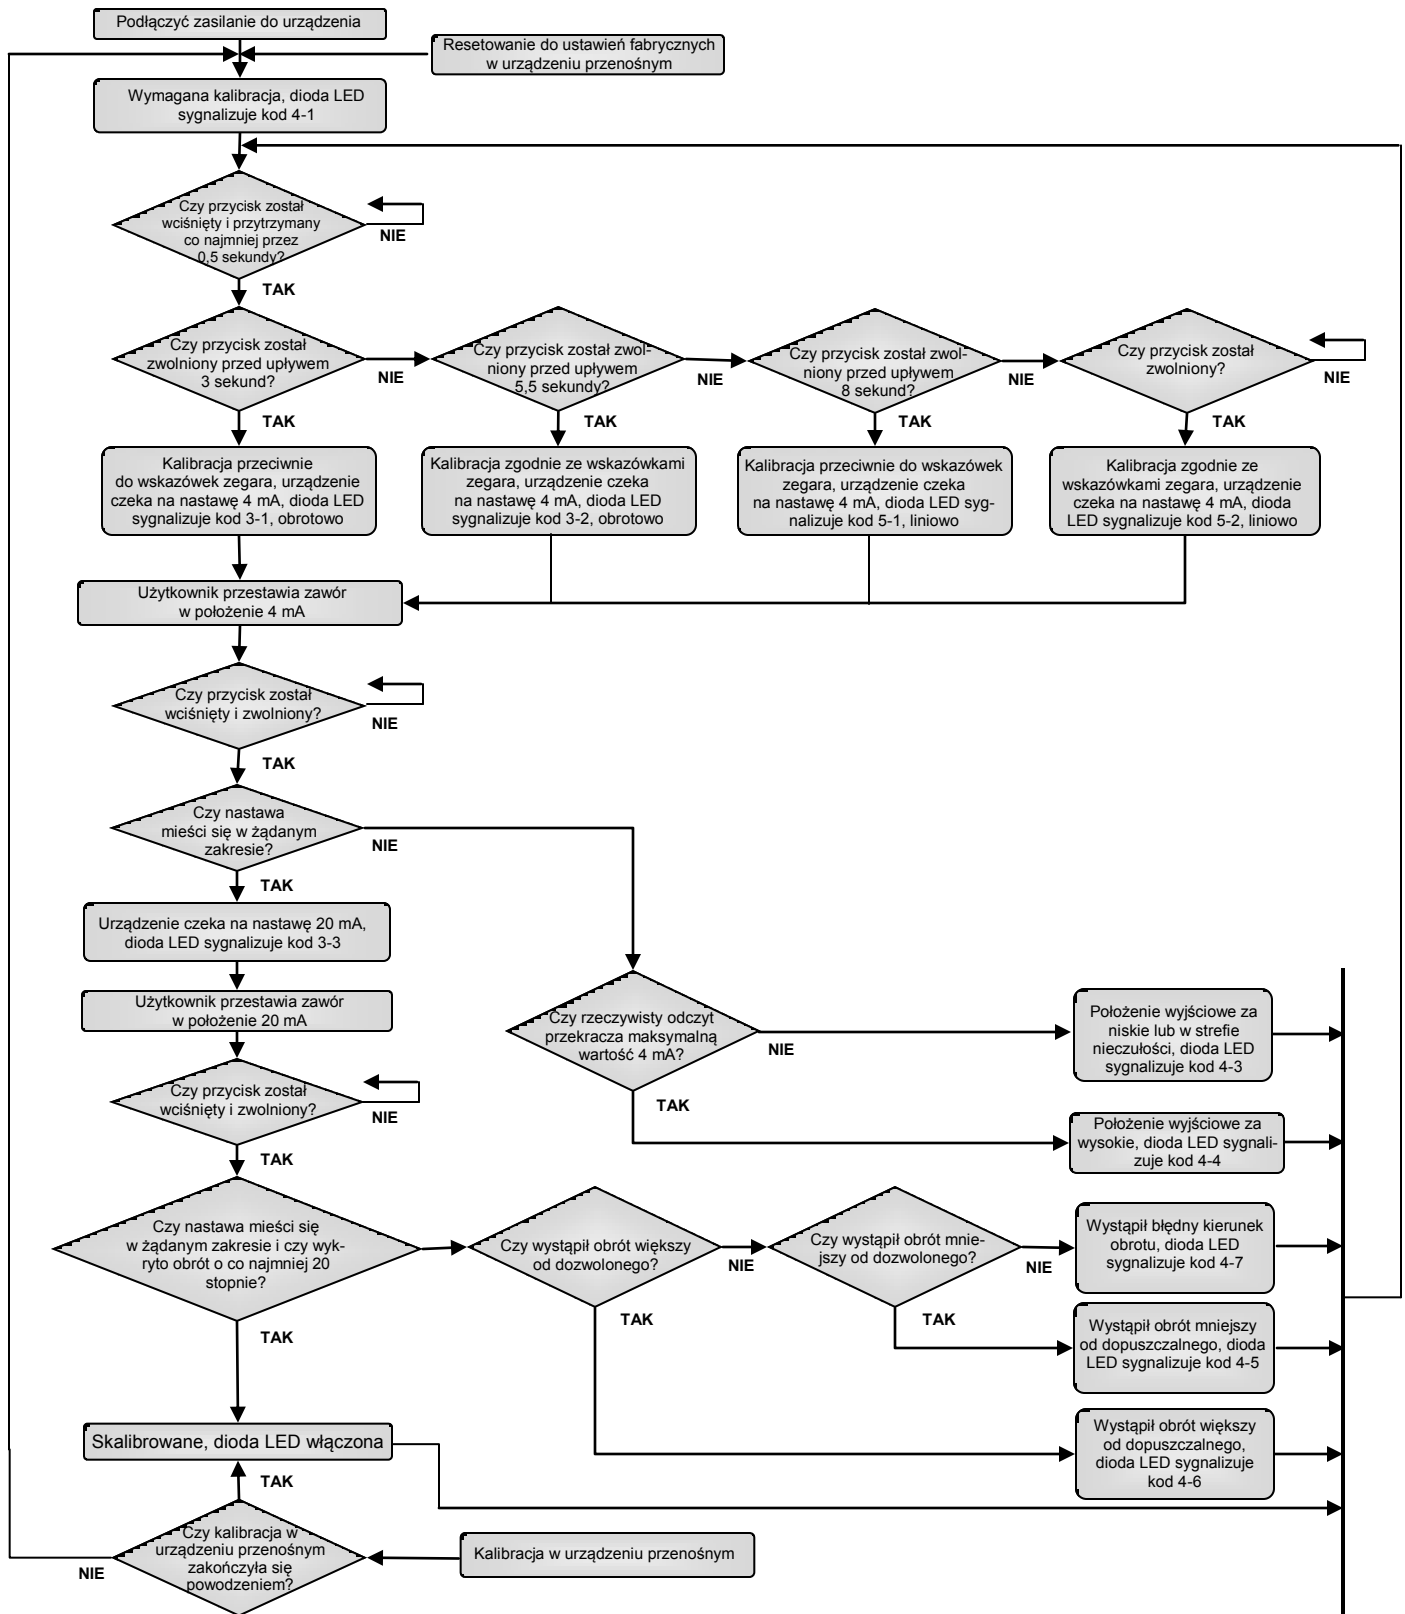 Podłączyć zasilanie do urządzenia
Resetowanie do ustawień fabrycznych
w urządzeniu przenośnym
Wymagana kalibracja, dioda LED
sygnalizuje kod 4-1
Czy przycisk został
wciśnięty i przytrzymany
co najmniej przez
0,5 sekundy?
NIE
TAK
Czy przycisk został
zwolniony przed upływem
3 sekund?
NIE
TAK
Czy przycisk został zwol-
niony przed upływem
5,5 sekundy?
NIE
TAK
Czy przycisk został zwol-
niony przed upływem
8 sekund?
NIE
TAK
Czy przycisk został
zwolniony?
NIE
TAK
Kalibracja przeciwnie
do wskazówek zegara, urządzenie
czeka na nastawę 4 mA, dioda LED
sygnalizuje kod 3-1, obrotowo
Kalibracja zgodnie ze wskazówkami
zegara, urządzenie czeka
na nastawę 4 mA, dioda LED
sygnalizuje kod 3-2, obrotowo
Kalibracja przeciwnie do wskazówek
zegara, urządzenie czeka
na nastawę 4 mA, dioda LED syg-
nalizuje kod 5-1, liniowo
Kalibracja zgodnie ze
wskazówkami zegara, urządzenie
czeka na nastawę 4 mA, dioda
LED sygnalizuje kod 5-2, liniowo
Użytkownik przestawia zawór
w położenie 4 mA
Czy przycisk został
wciśnięty i zwolniony?
NIE
TAK
Czy nastawa
mieści się w żądanym
zakresie?
NIE
TAK
Urządzenie czeka na nastawę 20 mA,
dioda LED sygnalizuje kod 3-3
Użytkownik przestawia zawór
w położenie 20 mA
Czy rzeczywisty odczyt
przekracza maksymalną
wartość 4 mA?
NIE
TAK
Położenie wyjściowe za
niskie lub w strefie
nieczułości, dioda LED
sygnalizuje kod 4-3
Czy przycisk został
wciśnięty i zwolniony?
NIE
TAK
Położenie wyjściowe za
wysokie, dioda LED sygnali-
zuje kod 4-4
Czy nastawa mieści się
w żądanym zakresie i czy wyk-
ryto obrót o co najmniej 20
stopnie?
TAK
Czy wystąpił obrót większy
od dozwolonego?
NIE
TAK
Czy wystąpił obrót mnie-
jszy od dozwolonego?
NIE
TAK
Wystąpił błędny kierunek
obrotu, dioda LED
sygnalizuje kod 4-7
Wystąpił obrót mniejszy
od dopuszczalnego, dioda
LED sygnalizuje kod 4-5
Wystąpił obrót większy
od dopuszczalnego,
dioda LED sygnalizuje
kod 4-6
Skalibrowane, dioda LED włączona
TAK
Czy kalibracja w
urządzeniu przenośnym
zakończyła się
powodzeniem?
NIE
Kalibracja w urządzeniu przenośnym